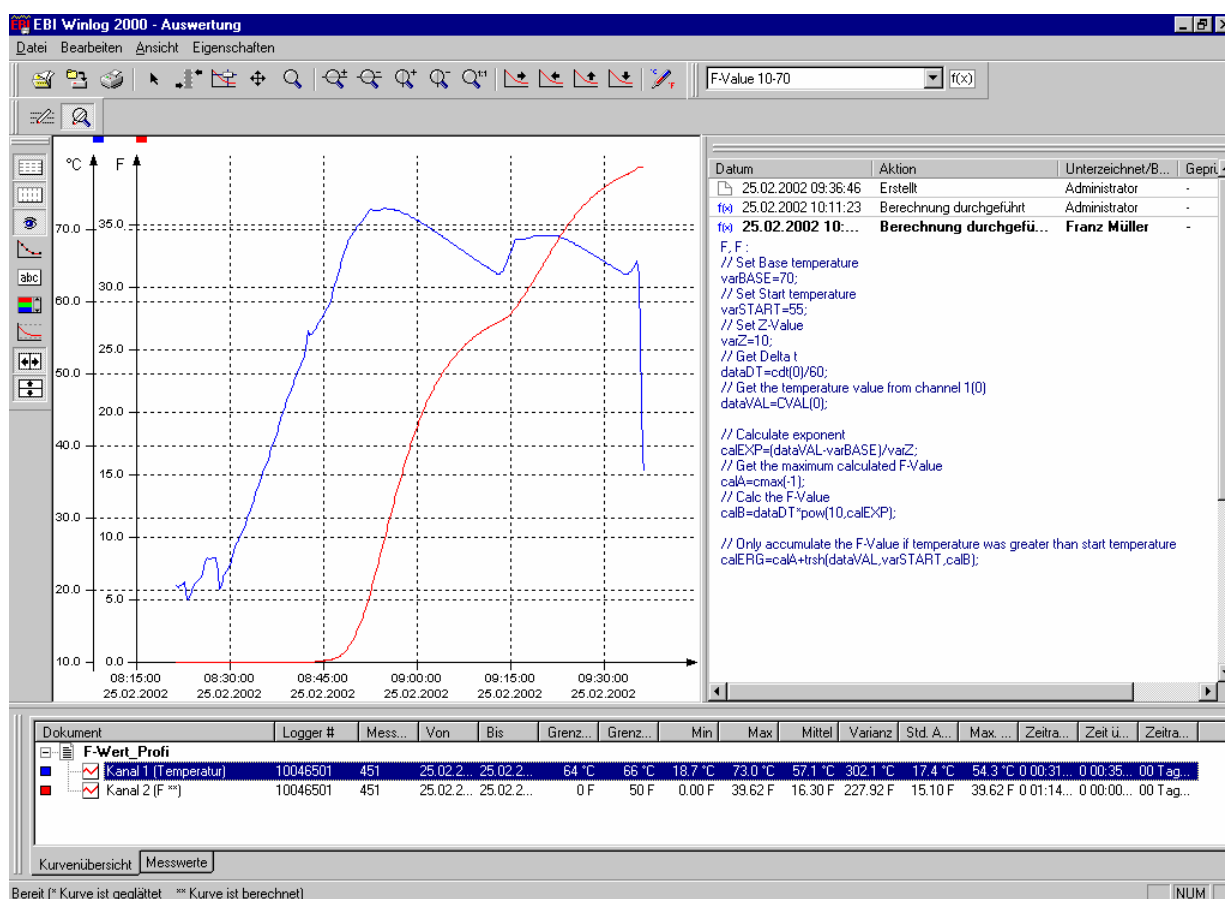 EBI Winlog 2000 - Auswertung
Datei Bearbeiten Ansicht Eigenschaften
F-Value 10-70 f(x)
abc
°C F
70.0
60.0
50.0
40.0
30.0
20.0
10.0
35.0
30.0
25.0
20.0
15.0
10.0
5.0
0.0
08:15:00 08:30:00 08:45:00 09:00:00 09:15:00 09:30:00
25.02.2002 25.02.2002 25.02.2002 25.02.2002 25.02.2002 25.02.2002
Datum Aktion Unterzeichnet/B... Geprü
25.02.2002 09:36:46 Erstellt Administrator -
f(x) 25.02.2002 10:11:23 Berechnung durchgeführt Administrator -
f(x) 25.02.2002 10:... Berechnung durchgefü... Franz Müller -
F, F :
// Set Base temperature
varBASE=70;
// Set Start temperature
varSTART=55;
// Set Z-Value
varZ=10;
// Get Delta t
dataDT=cdt(0)/60;
// Get the temperature value from channel 1(0)
dataVAL=CVAL(0);
// Calculate exponent
calEXP=(dataVAL-varBASE)/varZ;
// Get the maximum calculated F-Value
calA=cmax(-1);
// Calc the F-Value
calB=dataDT*pow(10,calEXP);
// Only accumulate the F-Value if temperature was greater than start temperature
calERG=calA+trsh(dataVAL,varSTART,calB);
Dokument Logger # Mess... Von Bis Grenz... Grenz... Min Max Mittel Varianz Std. A... Max. ... Zeitra... Zeit ü... Zeitra...
F-Wert_Profi
Kanal 1 (Temperatur) 10046501 451 25.02.2... 25.02.2... 64 °C 66 °C 18.7 °C 73.0 °C 57.1 °C 302.1 °C 17.4 °C 54.3 °C 0 00:31... 0 00:35... 00 Tag...
Kanal 2 (F **) 10046501 451 25.02.2... 25.02.2... 0 F 50 F 0.00 F 39.62 F 16.30 F 227.92 F 15.10 F 39.62 F 0 01:14... 0 00:00... 00 Tag...
Kurvenübersicht Messwerte
Bereit (* Kurve ist geglättet ** Kurve ist berechnet) NUM